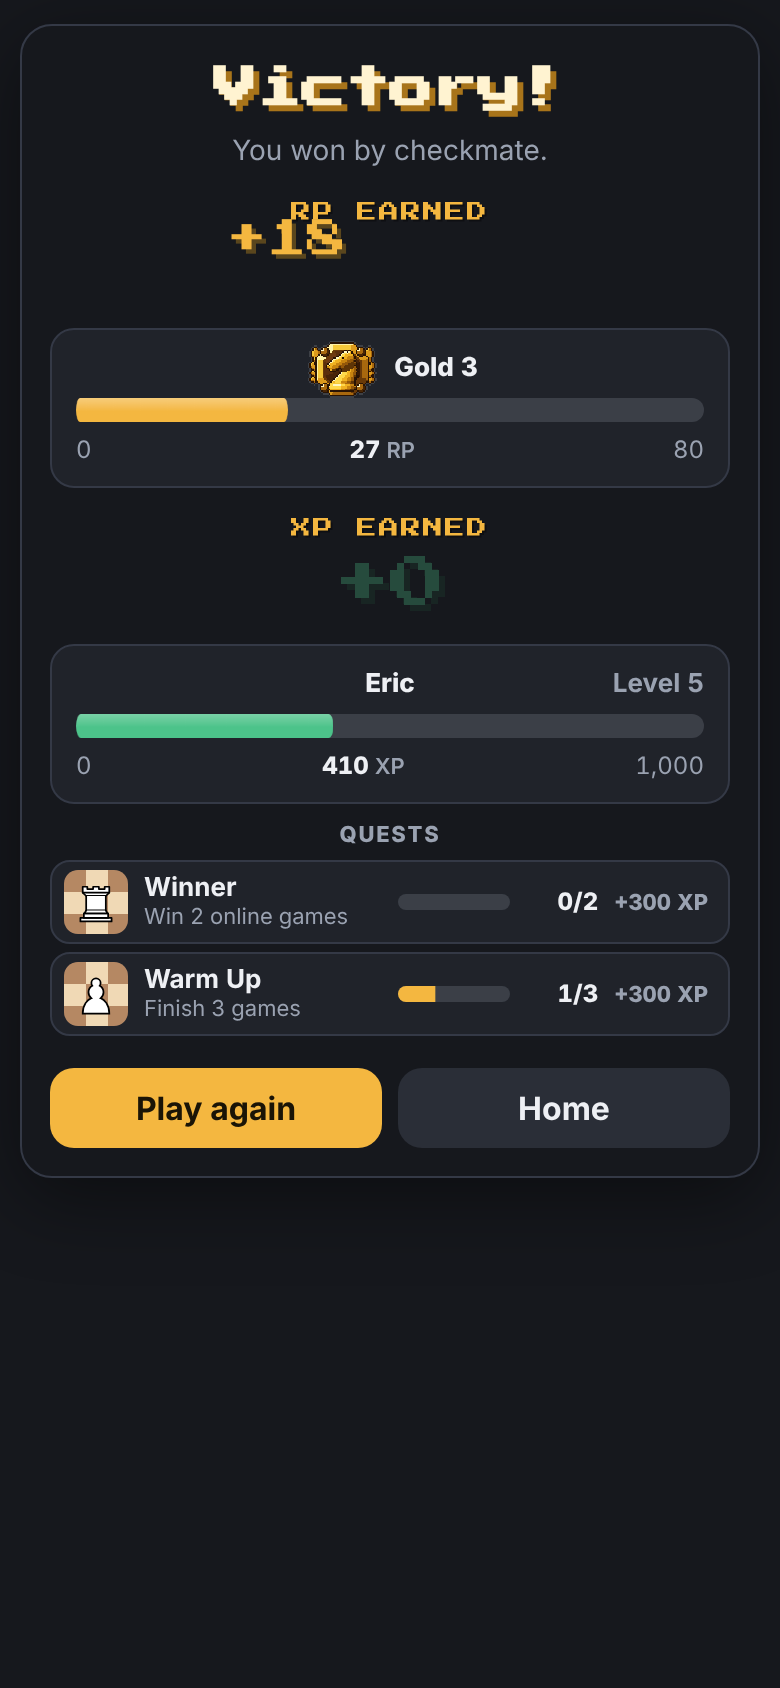 Victory!
You won by checkmate.
RP EARNED
+18
Gold 3
0 27 RP 80
XP EARNED
+0
Eric Level 5
0 410 XP 1,000
QUESTS
Winner
Win 2 online games
0/2 +300 XP
Warm Up
Finish 3 games
1/3 +300 XP
Play again Home